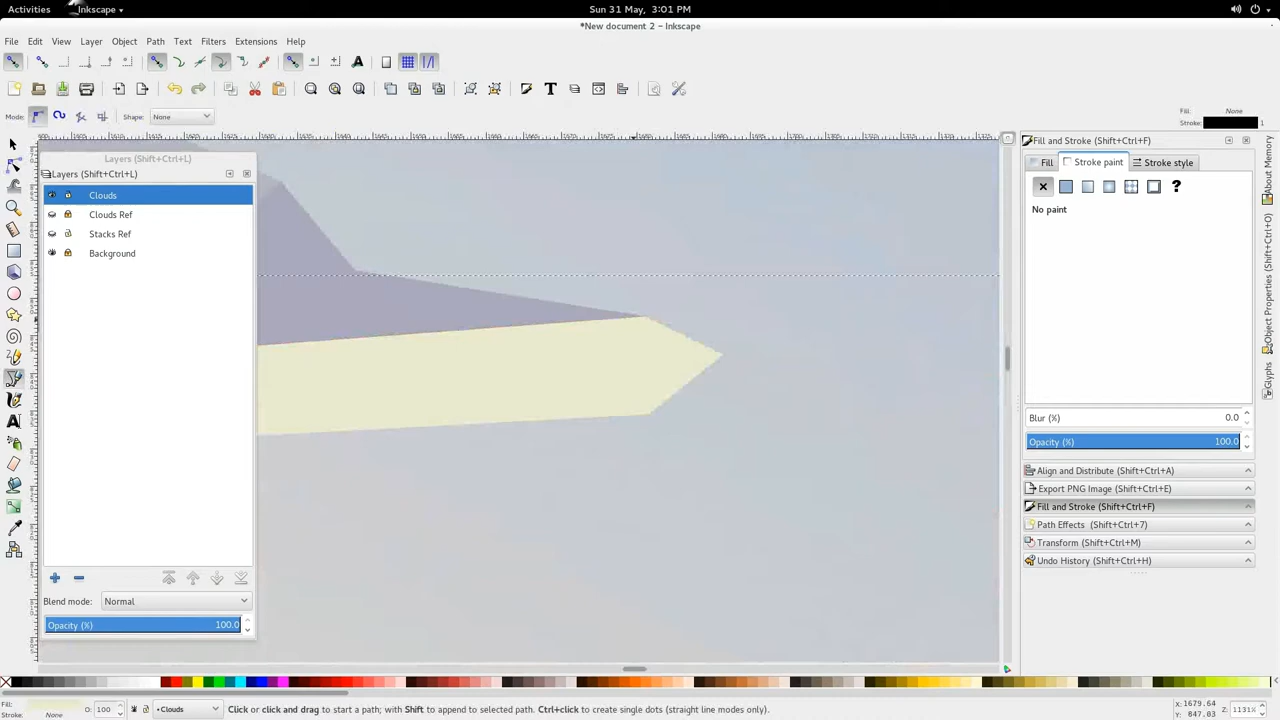 Activities Inkscape Sun 31 May, 3:01 PM
*New document 2 - Inkscape
File Edit View Layer Object Path Text Filters Extensions Help
Mode: Shape: None
Fill: None
Stroke: 1
Layers (Shift+Ctrl+L)
Layers (Shift+Ctrl+L)
Clouds
Clouds Ref
Stacks Ref
Background
Blend mode: Normal
Opacity (%) 100.0
Fill and Stroke (Shift+Ctrl+F)
Fill Stroke paint Stroke style
No paint
Blur (%) 0.0
Opacity (%) 100.0
Align and Distribute (Shift+Ctrl+A)
Export PNG Image (Shift+Ctrl+E)
Fill and Stroke (Shift+Ctrl+F)
Path Effects (Shift+Ctrl+7)
Transform (Shift+Ctrl+M)
Undo History (Shift+Ctrl+H)
About Memory
Object Properties (Shift+Ctrl+O)
Glyphs
Fill:
Stroke: None
O: 100
•Clouds
Click or click and drag to start a path; with Shift to append to selected path. Ctrl+click to create single dots (straight line modes only).
X: 1679.64
Y: 847.03
Z: 1131%